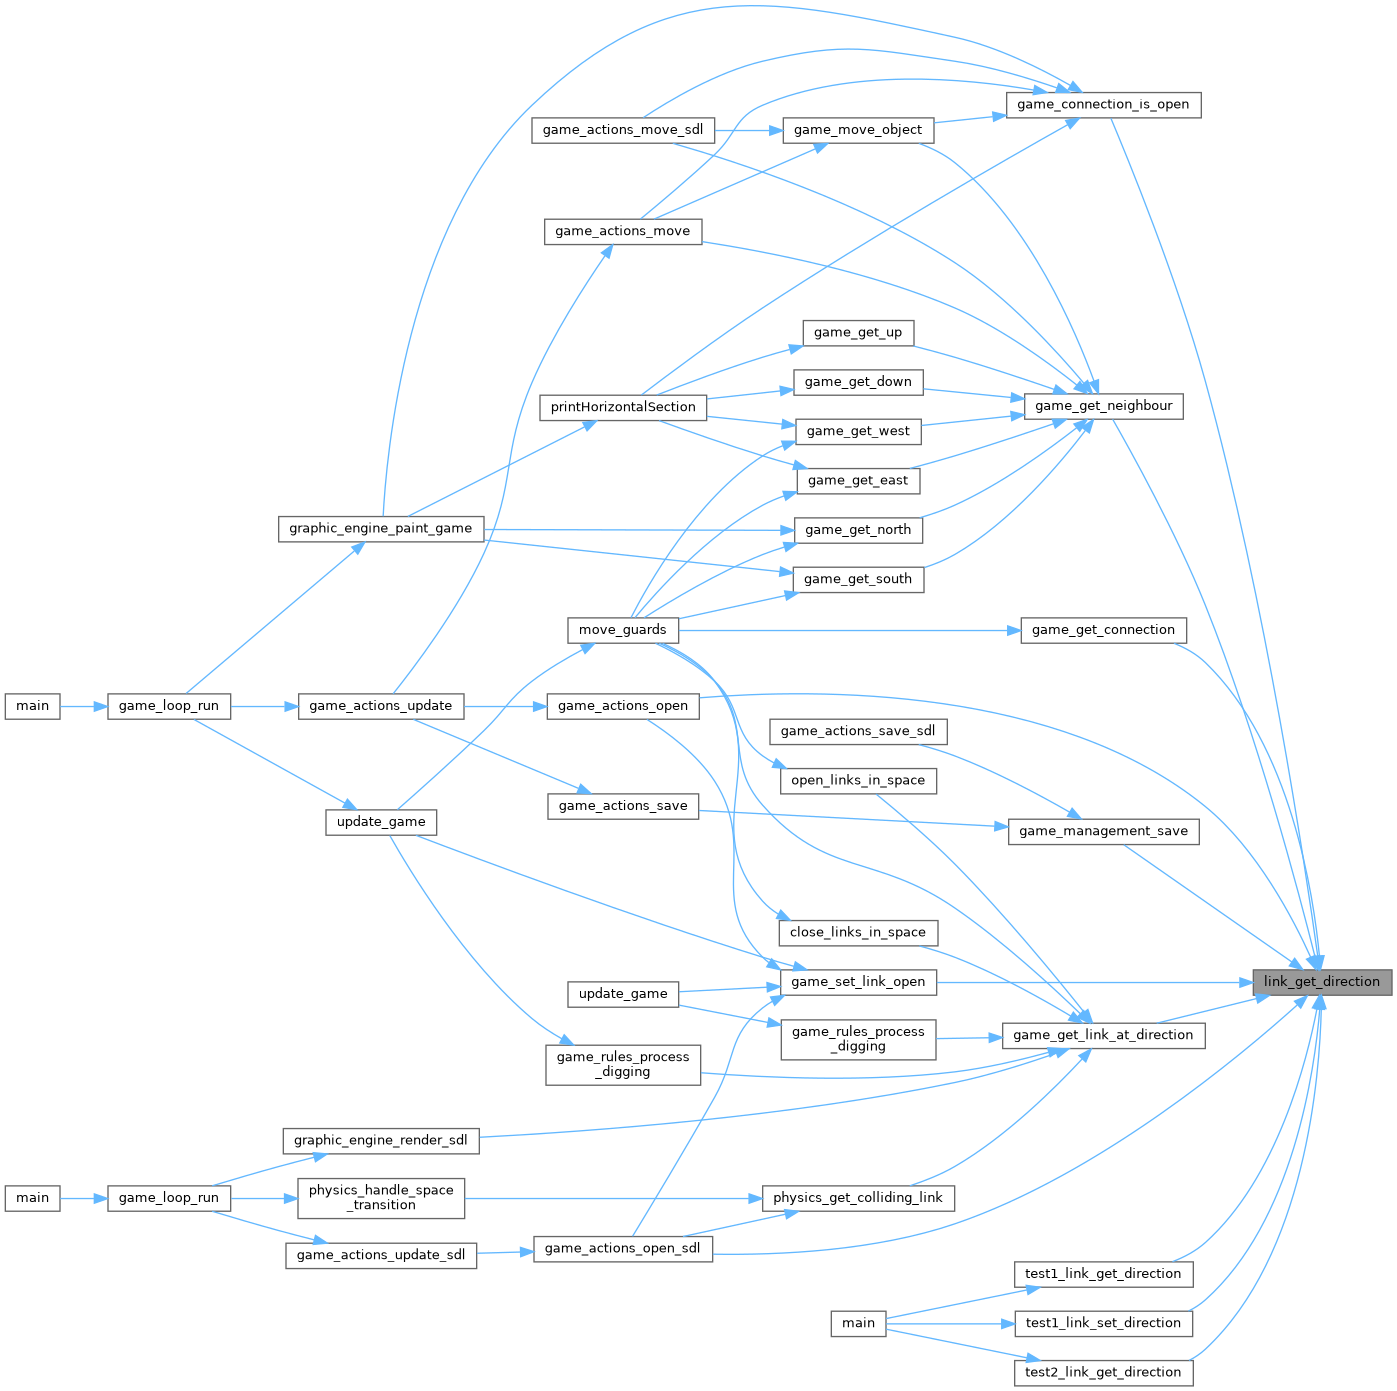 game_connection_is_open
game_actions_move_sdl
game_move_object
game_actions_move
game_get_up
game_get_down
printHorizontalSection
game_get_neighbour
game_get_west
game_get_east
graphic_engine_paint_game
game_get_north
game_get_south
move_guards
game_get_connection
main
game_loop_run
game_actions_update
game_actions_open
game_actions_save_sdl
open_links_in_space
game_actions_save
update_game
game_management_save
close_links_in_space
link_get_direction
game_set_link_open
update_game
game_rules_process
_digging
game_get_link_at_direction
game_rules_process
_digging
graphic_engine_render_sdl
main
game_loop_run
physics_handle_space
_transition
physics_get_colliding_link
game_actions_update_sdl
game_actions_open_sdl
test1_link_get_direction
main
test1_link_set_direction
test2_link_get_direction